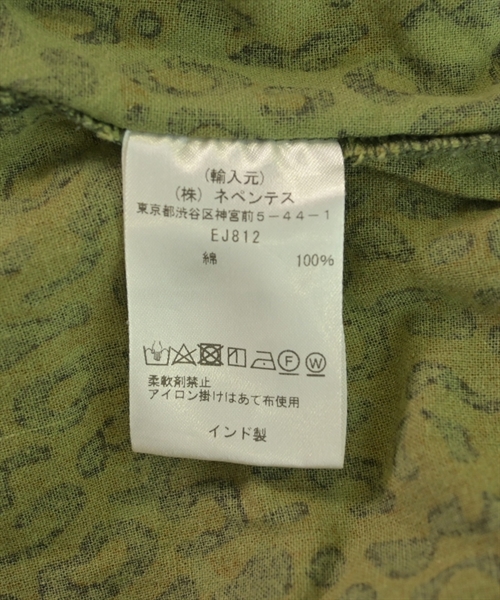 (輸入元)
(株) ネペンテス
東京都渋谷区神宮前5-44-1
EJ812
綿 100%
F W
柔軟剤禁止
アイロン掛けはあて布使用
インド製